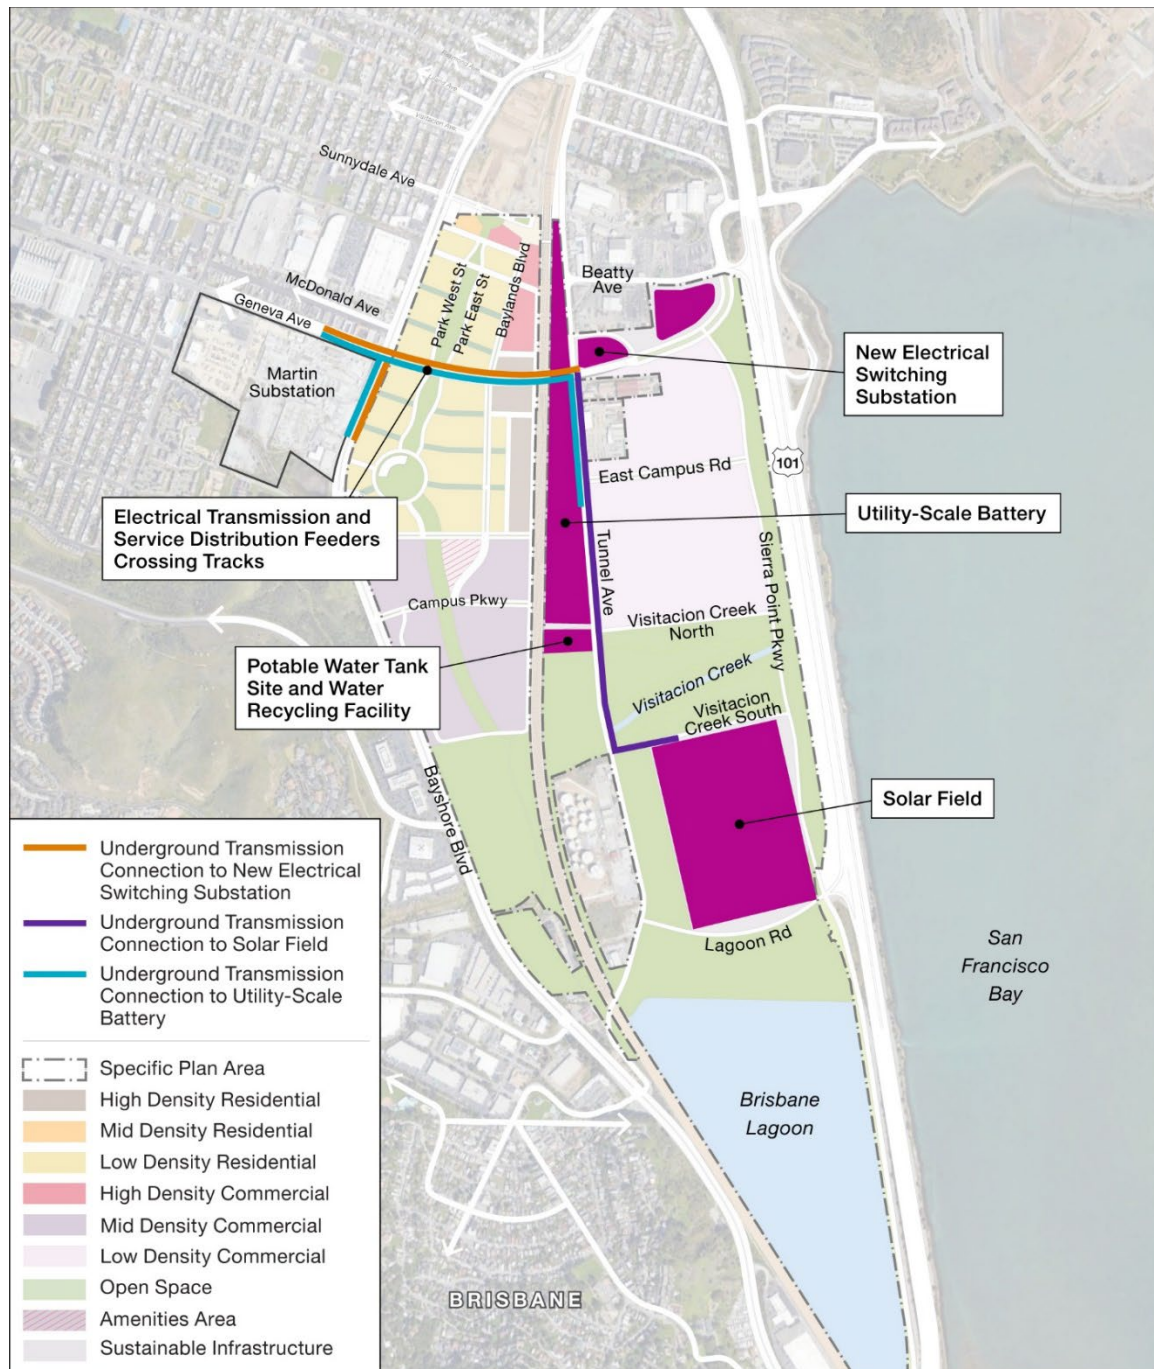 Sunnydale Ave
McDonald Ave
Geneva Ave
Martin
Substation
Park West St
Park East St
Baylands Blvd
Beatty
Ave
New Electrical
Switching
Substation
101
East Campus Rd
Electrical Transmission and
Service Distribution Feeders
Crossing Tracks
Utility-Scale Battery
Tunnel Ave
Sierra Point Pkwy
Campus Pkwy
Visitacion Creek
North
Potable Water Tank
Site and Water
Recycling Facility
Visitacion Creek
Visitacion
Creek South
Bayshore Blvd
Solar Field
Lagoon Rd
San
Francisco
Bay
Brisbane
Lagoon
BRISBANE
Underground Transmission
Connection to New Electrical
Switching Substation
Underground Transmission
Connection to Solar Field
Underground Transmission
Connection to Utility-Scale
Battery
Specific Plan Area
High Density Residential
Mid Density Residential
Low Density Residential
High Density Commercial
Mid Density Commercial
Low Density Commercial
Open Space
Amenities Area
Sustainable Infrastructure